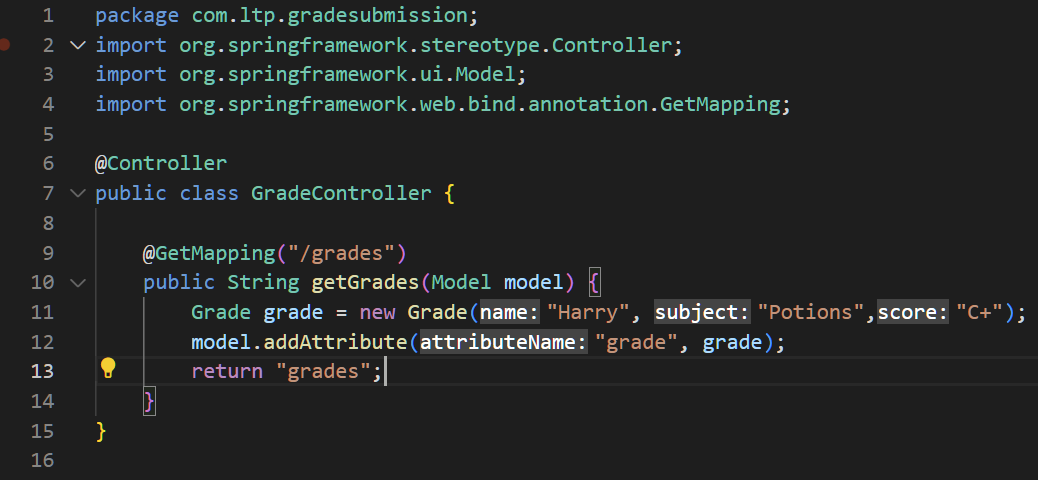 1 package com.ltp.gradesubmission;
2 import org.springframework.stereotype.Controller;
3 import org.springframework.ui.Model;
4 import org.springframework.web.bind.annotation.GetMapping;
5
6 @Controller
7 public class GradeController {
8
9 @GetMapping("/grades")
10 public String getGrades(Model model) {
11 Grade grade = new Grade(name: "Harry", subject: "Potions",score: "C+");
12 model.addAttribute(attributeName: "grade", grade);
13 return "grades";
14 }
15 }
16